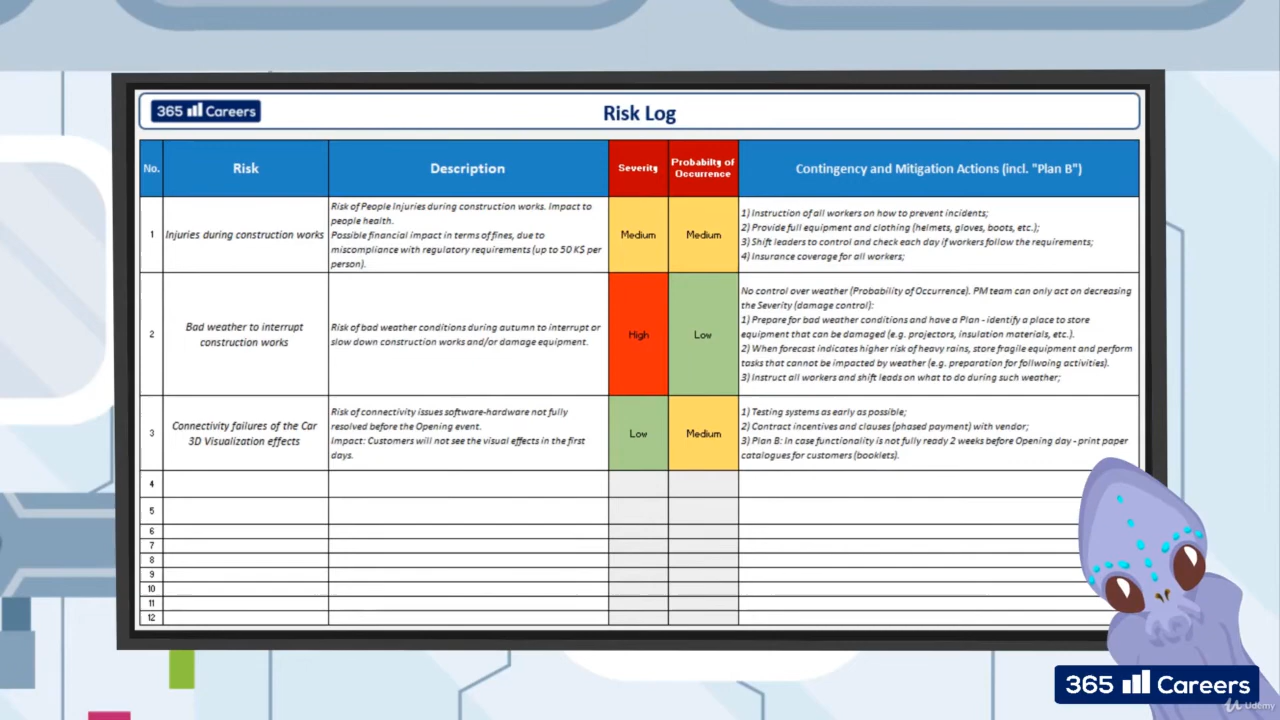 365 Careers
Risk Log
No.
Risk
Description
Severity
Probabilty of
Occurrence
Contingency and Mitigation Actions (incl. "Plan B")
1
Injuries during construction works
Risk of People Injuries during construction works. Impact to
people health.
Possible financial impact in terms of fines, due to
miscompliance with regulatory requirements (up to 50 K$ per
person).
Medium
Medium
1) Instruction of all workers on how to prevent incidents;
2) Provide full equipment and clothing (helmets, gloves, boots, etc.);
3) Shift leaders to control and check each day if workers follow the requirements;
4) Insurance coverage for all workers;
2
Bad weather to interrupt
construction works
Risk of bad weather conditions during autumn to interrupt or
slow down construction works and/or damage equipment.
High
Low
No control over weather (Probability of Occurrence). PM team can only act on decreasing
the Severity (damage control):
1) Prepare for bad weather conditions and have a Plan - identify a place to store
equipment that can be damaged (e.g. projectors, insulation materials, etc.).
2) When forecast indicates higher risk of heavy rains, store fragile equipment and perform
tasks that cannot be impacted by weather (e.g. preparation for follwoing activities).
3) Instruct all workers and shift leads on what to do during such weather;
3
Connectivity failures of the Car
3D Visualization effects
Risk of connectivity issues software-hardware not fully
resolved before the Opening event.
Impact: Customers will not see the visual effects in the first
days.
Low
Medium
1) Testing systems as early as possible;
2) Contract incentives and clauses (phased payment) with vendor;
3) Plan B: In case functionality is not fully ready 2 weeks before Opening day - print paper
catalogues for customers (booklets).
4
5
6
7
8
9
10
11
12
365 Careers
Udemy